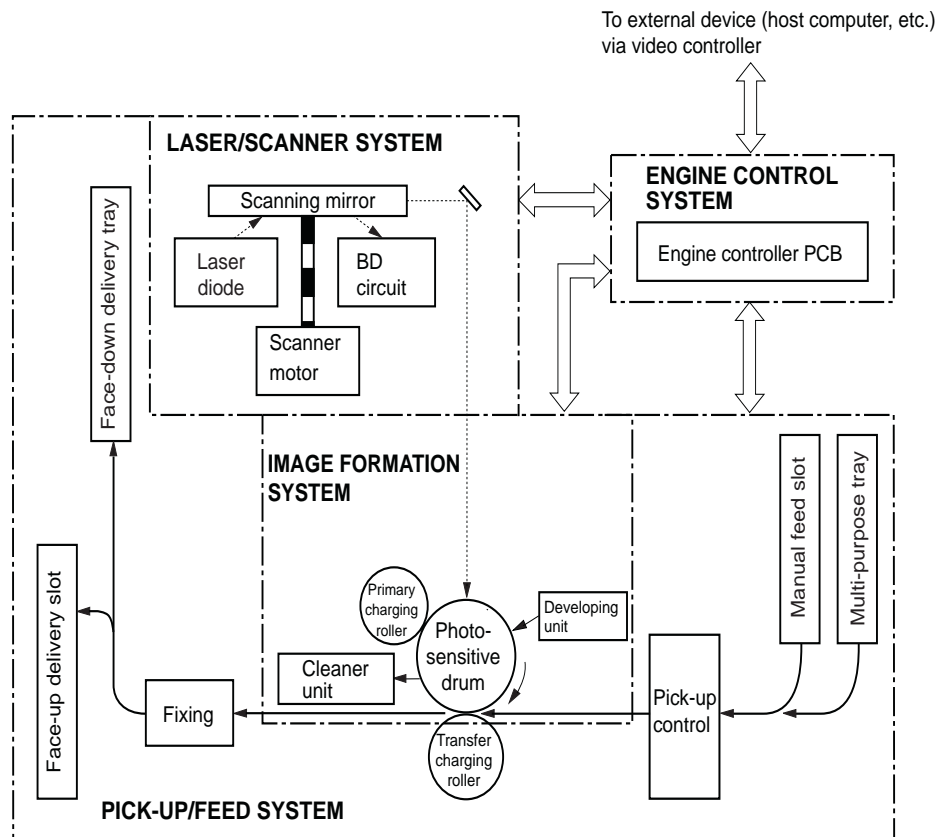 To external device (host computer, etc.)
via video controller
LASER/SCANNER SYSTEM
Scanning mirror
Laser
diode
BD
circuit
Scanner
motor
ENGINE CONTROL
SYSTEM
Engine controller PCB
Face-down delivery tray
IMAGE FORMATION
SYSTEM
Manual feed slot
Multi-purpose tray
Face-up delivery slot
Primary
charging
roller
Photo-
sensitive
drum
Developing
unit
Cleaner
unit
Fixing
Pick-up
control
Transfer
charging
roller
PICK-UP/FEED SYSTEM